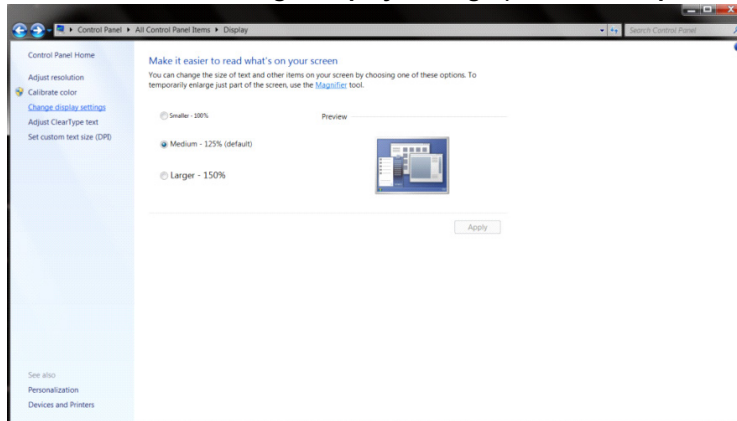 Control Panel ▸ All Control Panel Items ▸ Display
Search Control Panel
Control Panel Home
Adjust resolution
Calibrate color
Change display settings
Adjust ClearType text
Set custom text size (DPI)
Make it easier to read what's on your screen
You can change the size of text and other items on your screen by choosing one of these options. To
temporarily enlarge just part of the screen, use the Magnifier tool.
Smaller - 100%
Preview
Medium - 125% (default)
Larger - 150%
Apply
See also
Personalization
Devices and Printers